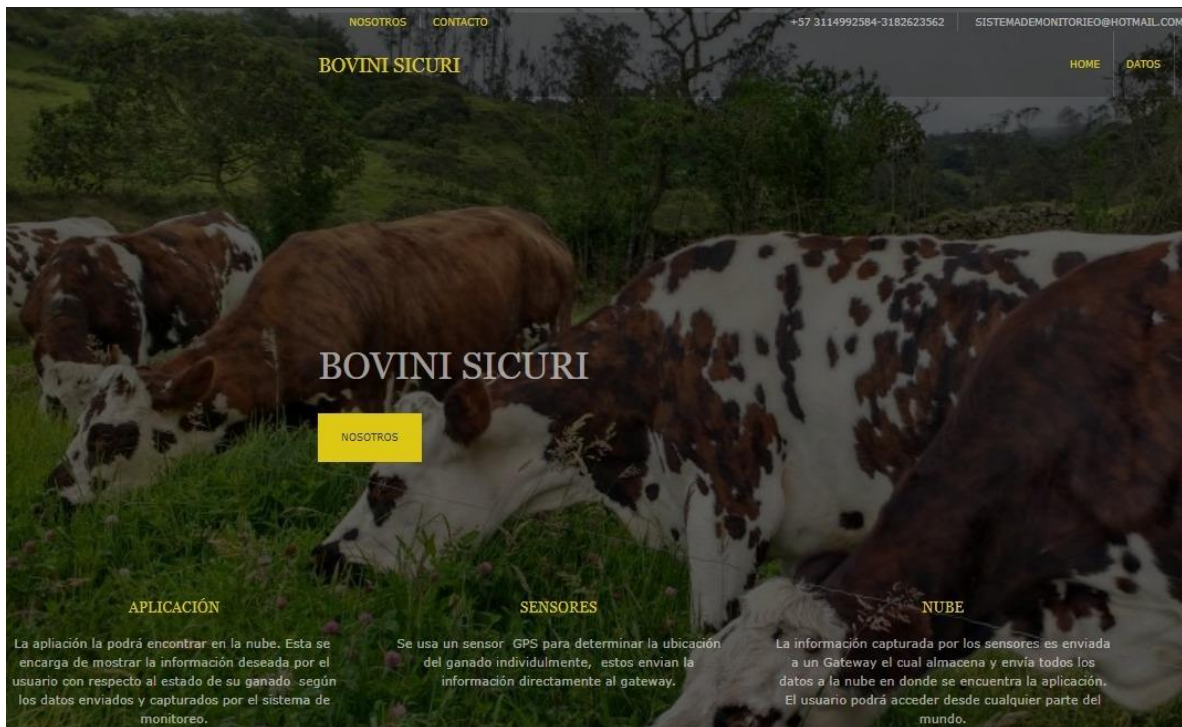 NOSOTROS CONTACTO +57 3114992584-3182623562 SISTEMADEMONITORIEO@HOTMAIL.COM
BOVINI SICURI HOME DATOS
BOVINI SICURI
NOSOTROS
APLICACIÓN
La apliación la podrá encontrar en la nube. Esta se
encarga de mostrar la información deseada por el
usuario con respecto al estado de su ganado según
los datos enviados y capturados por el sistema de
monitoreo.
SENSORES
Se usa un sensor GPS para determinar la ubicación
del ganado individulmente, estos envian la
información directamente al gateway.
NUBE
La información capturada por los sensores es enviada
a un Gateway el cual almacena y envía todos los
datos a la nube en donde se encuentra la aplicación.
El usuario podrá acceder desde cualquier parte del
mundo.